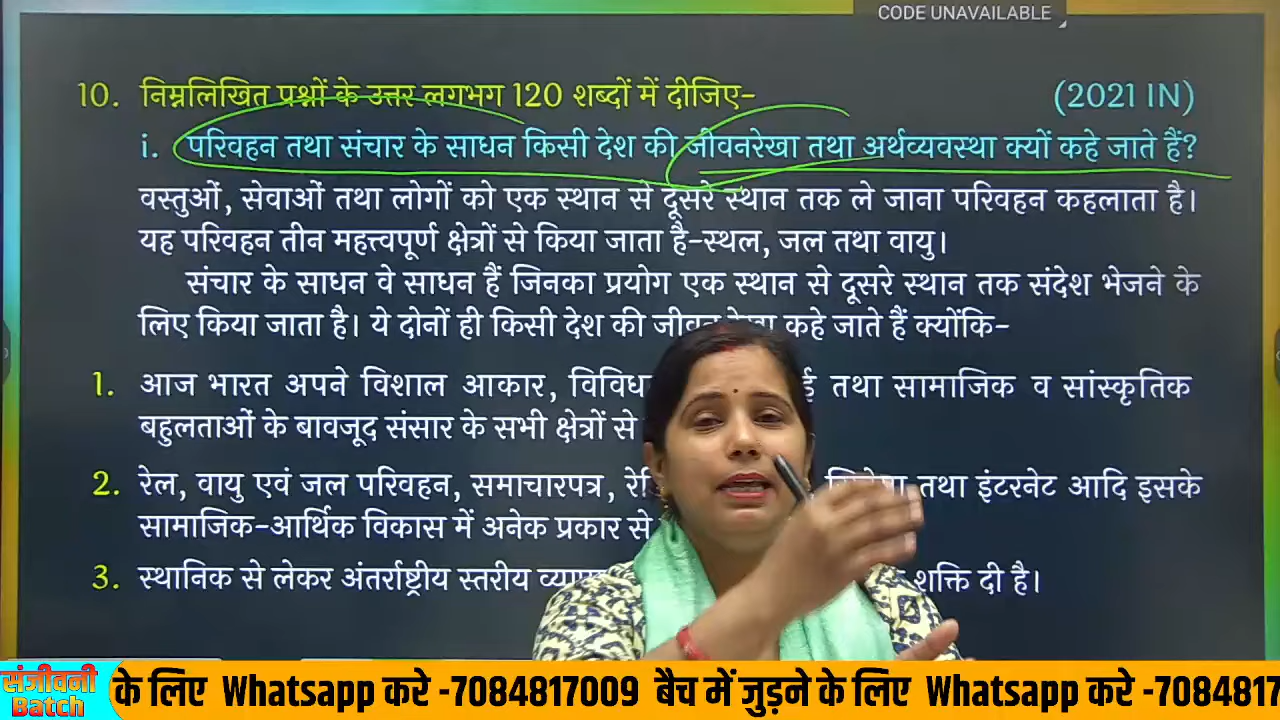 CODE UNAVAILABLE
10. निम्नलिखित प्रश्नों के उत्तर लगभग 120 शब्दों में दीजिए- (2021 IN)
i. परिवहन तथा संचार के साधन किसी देश की जीवनरेखा तथा अर्थव्यवस्था क्यों कहे जाते हैं?
वस्तुओं, सेवाओं तथा लोगों को एक स्थान से दूसरे स्थान तक ले जाना परिवहन कहलाता है।
यह परिवहन तीन महत्त्वपूर्ण क्षेत्रों से किया जाता है-स्थल, जल तथा वायु।
संचार के साधन वे साधन हैं जिनका प्रयोग एक स्थान से दूसरे स्थान तक संदेश भेजने के
लिए किया जाता है। ये दोनों ही किसी देश की जीवन रेखा कहे जाते हैं क्योंकि-
1. आज भारत अपने विशाल आकार, तथा सामाजिक व सांस्कृतिक
बहुलताओं के बावजूद संसार के सभी क्षेत्रों से
2. रेल, वायु एवं जल परिवहन, समाचारपत्र, तथा इंटरनेट आदि इसके
सामाजिक-आर्थिक विकास में अनेक प्रकार से
3. स्थानिक से लेकर अंतर्राष्ट्रीय स्तरीय शक्ति दी है।
संजीवनी
Batch
के लिए Whatsapp करे -7084817009 बैच में जुड़ने के लिए Whatsapp करे -7084817